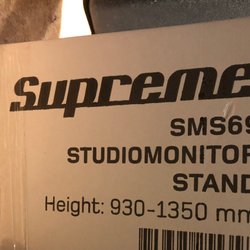 Supreme
SMS69
STUDIOMONITOR
STAND
Height: 930-1350 mm